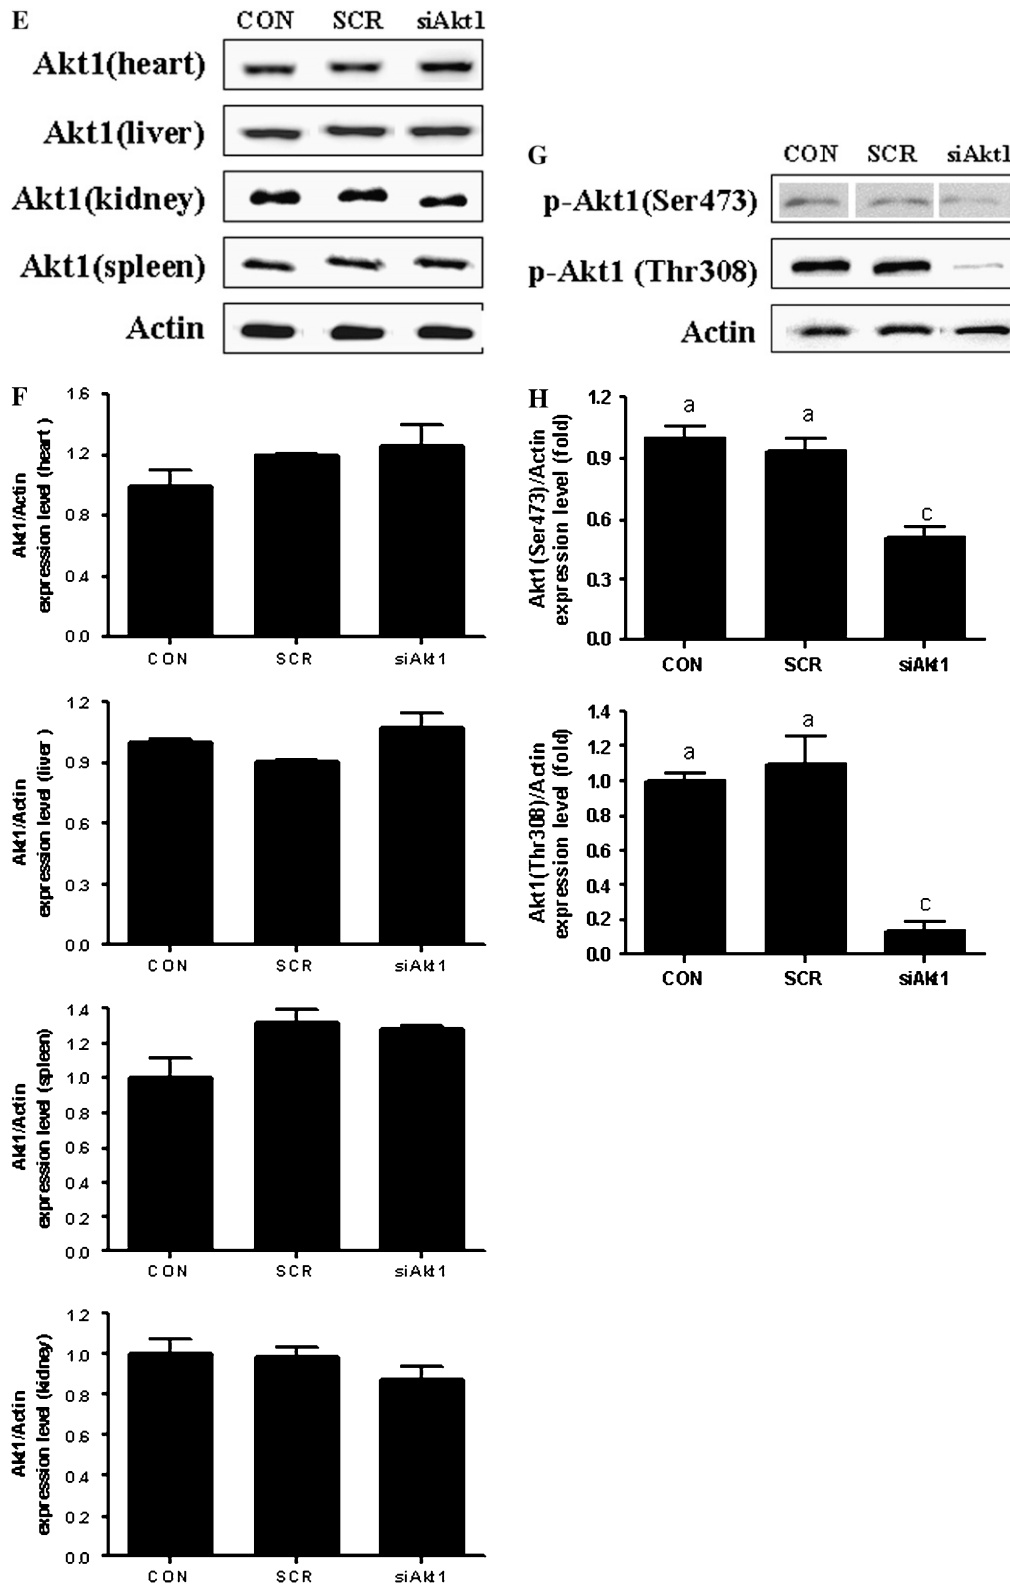 E
CON SCR siAkt1
Akt1(heart)
Akt1(liver)
Akt1(kidney)
Akt1(spleen)
Actin
G
CON SCR siAkt1
p-Akt1(Ser473)
p-Akt1 (Thr308)
Actin
F
Akt1/Actin
expression level (heart )
1.6
1.2
0.8
0.4
0.0
CON SCR siAkt1
Akt1/Actin
expression level (liver)
1.2
0.9
0.6
0.3
0.0
CON SCR siAkt1
Akt1/Actin
expression level (spleen)
1.4
1.2
1.0
0.8
0.6
0.4
0.2
0.0
CON SCR siAkt1
Akt1/Actin
expression level (kidney)
1.2
1.0
0.8
0.6
0.4
0.2
0.0
CON SCR siAkt1
H
Akt1(Ser473)/Actin
expression level (fold)
1.2
0.9
0.6
0.3
0.0
a a c
CON SCR siAkt1
Akt1(Thr308)/Actin
expression level (fold)
1.4
1.2
1.0
0.8
0.6
0.4
0.2
0.0
a a c
CON SCR siAkt1